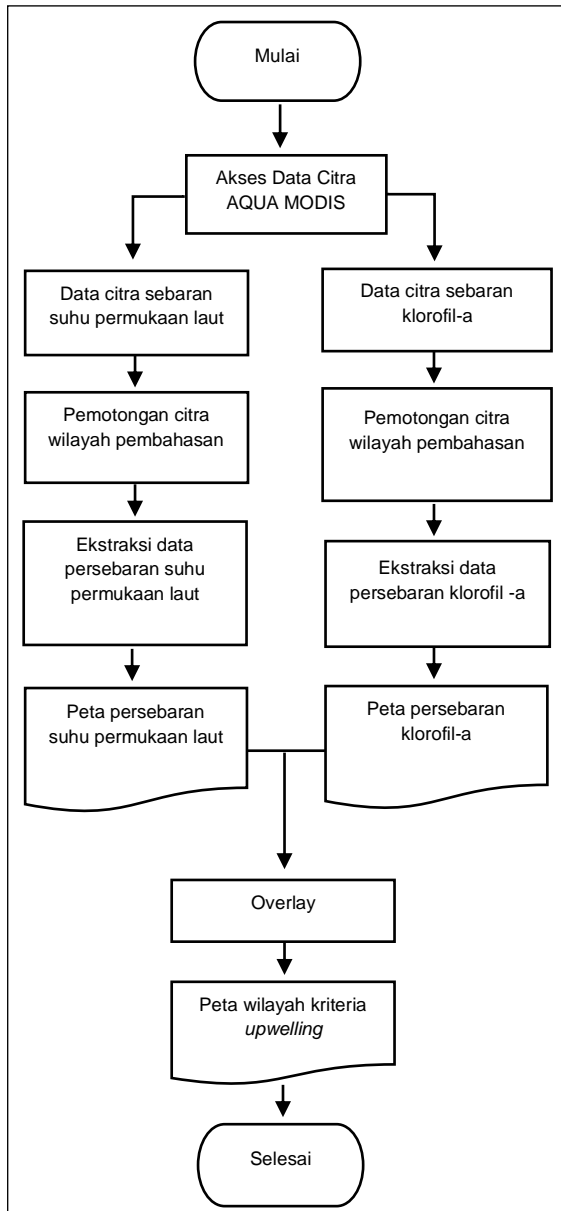 Mulai
Akses Data Citra
AQUA MODIS
Data citra sebaran
suhu permukaan laut
Data citra sebaran
klorofil-a
Pemotongan citra
wilayah pembahasan
Pemotongan citra
wilayah pembahasan
Ekstraksi data
persebaran suhu
permukaan laut
Ekstraksi data
persebaran klorofil -a
Peta persebaran
suhu permukaan laut
Peta persebaran
klorofil-a
Overlay
Peta wilayah kriteria
upwelling
Selesai